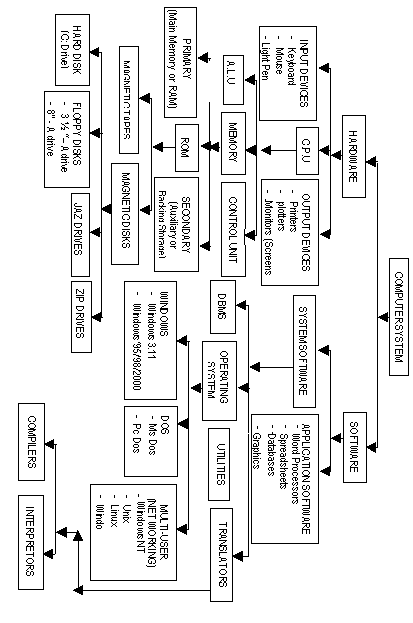 COMPUTER SYSTEM
HARDWARE
SOFTWARE
INPUT DEVICES
- Keyboard
- Mouse
- Light Pen
C.P.U
OUTPUT DEVICES
- Printers
- plotters
- .Monitors (Screens
SYSTEM SOFTWARE
APPLICATION SOFTWARE
- Word Processors
- Spreadsheets
- Databases
- Graphics
A.L.U
MEMORY
CONTROL UNIT
DBMS
OPERATING
.SYSTEM
UTILITIES
TRANSLATORS
PRIMARY
(Main Memory or RAM)
ROM
SECONDARY
(Auxiliary or
Backing Storage)
WINDOWS
- Windows 3.11
- Windows '95/98/2000
DOS
- Ms Dos
- Pc Dos
MULTI-USER
(NETWORKING)
- Windows NT
- Unix
- Linux
- Windo
MAGNETIC TAPES
MAGNETIC DISKS
HARD DISK
(C: Drive)
FLOPPY DISKS
- 3 ½ "– A drive
- 8" - A drive
JAZ DRIVES
ZIP DRIVES
COMPILERS
INTERPRETORS